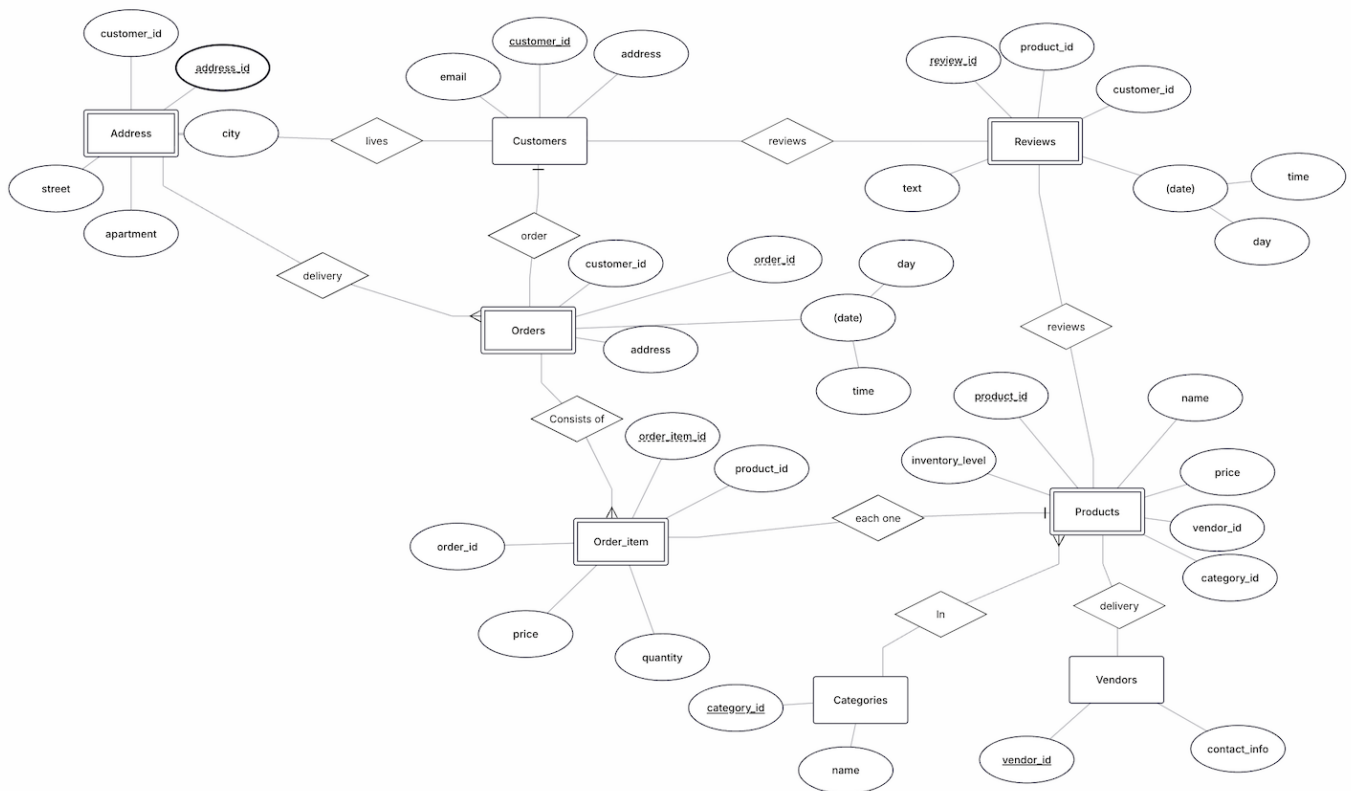 customer_id
address_id
Address
city
street
apartment
lives
customer_id
email
address
Customers
reviews
review_id
product_id
customer_id
Reviews
text
(date)
time
day
order
delivery
customer_id
order_id
day
(date)
Orders
address
time
reviews
Consists of
order_item_id
product_id
product_id
name
inventory_level
price
Products
vendor_id
category_id
each one
order_id
Order_item
price
quantity
In
delivery
Categories
category_id
name
Vendors
vendor_id
contact_info